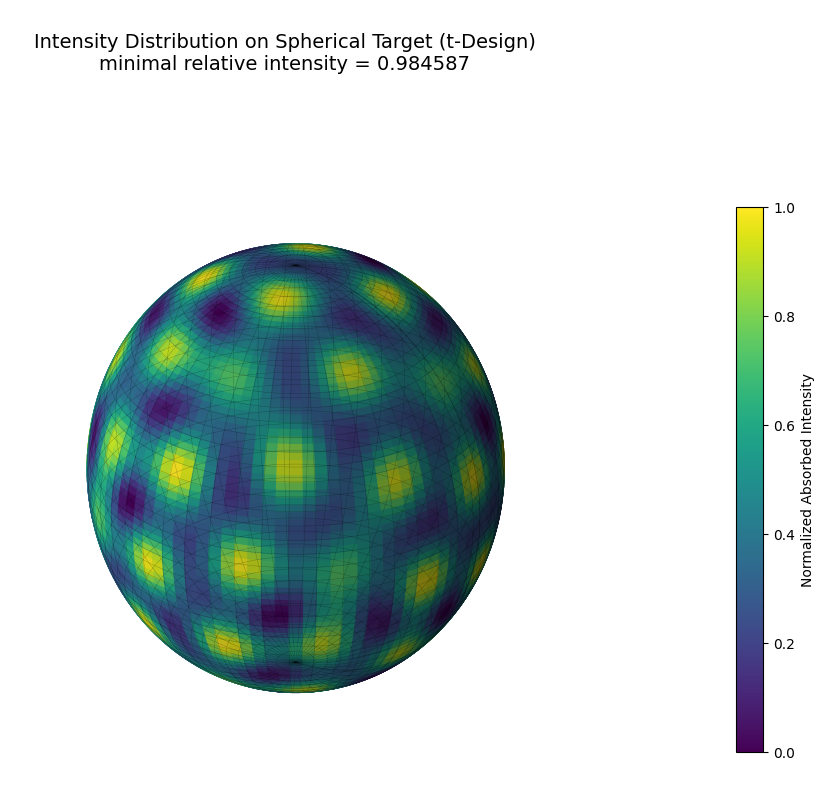 Intensity Distribution on Spherical Target (t-Design)
minimal relative intensity = 0.984587
1.0
0.8
0.6
0.4
0.2
0.0
Normalized Absorbed Intensity